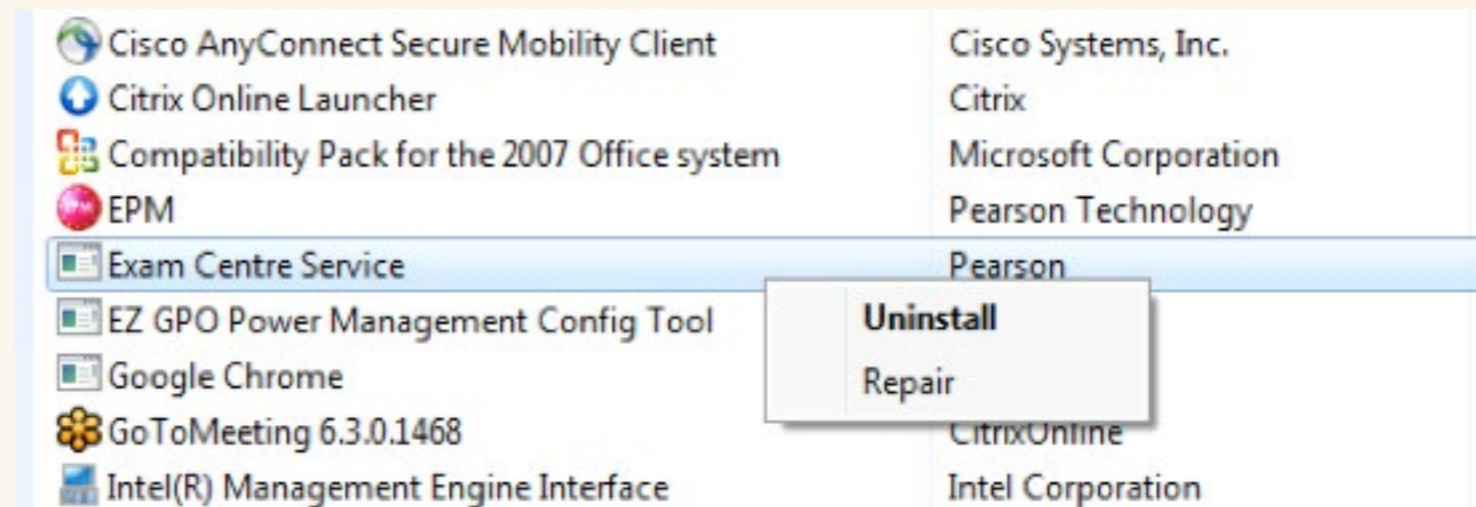 Cisco AnyConnect Secure Mobility Client Cisco Systems, Inc.
Citrix Online Launcher Citrix
Compatibility Pack for the 2007 Office system Microsoft Corporation
EPM Pearson Technology
Exam Centre Service Pearson
EZ GPO Power Management Config Tool Uninstall
Google Chrome Repair
GoToMeeting 6.3.0.1468 CitrixOnline
Intel(R) Management Engine Interface Intel Corporation